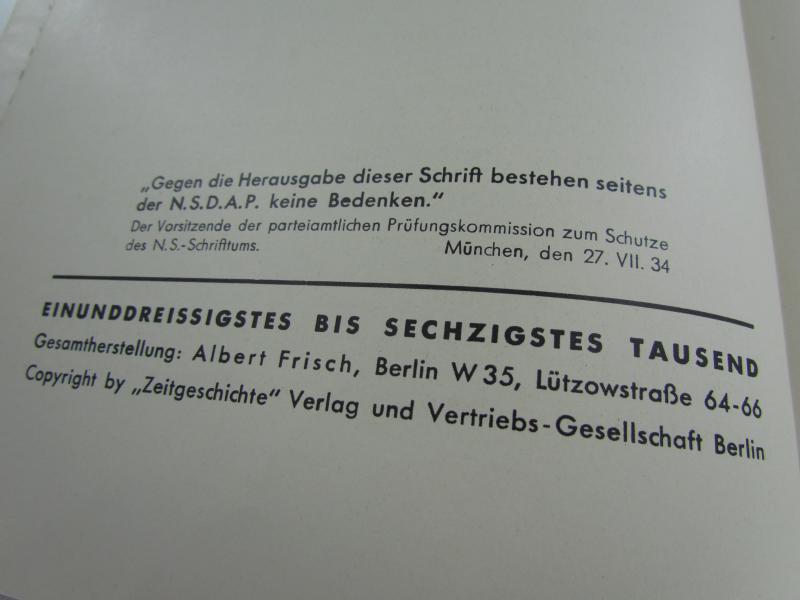 „Gegen die Herausgabe dieser Schrift bestehen seitens
der N.S.D.A.P. keine Bedenken.“
Der Vorsitzende der parteiamtlichen Prüfungskommission zum Schutze
des N.S.-Schrifttums. München, den 27. VII. 34
EINUNDDREISSIGSTES BIS SECHZIGSTES TAUSEND
Gesamtherstellung: Albert Frisch, Berlin W 35, Lützowstraße 64-66
Copyright by „Zeitgeschichte“ Verlag und Vertriebs-Gesellschaft Berlin